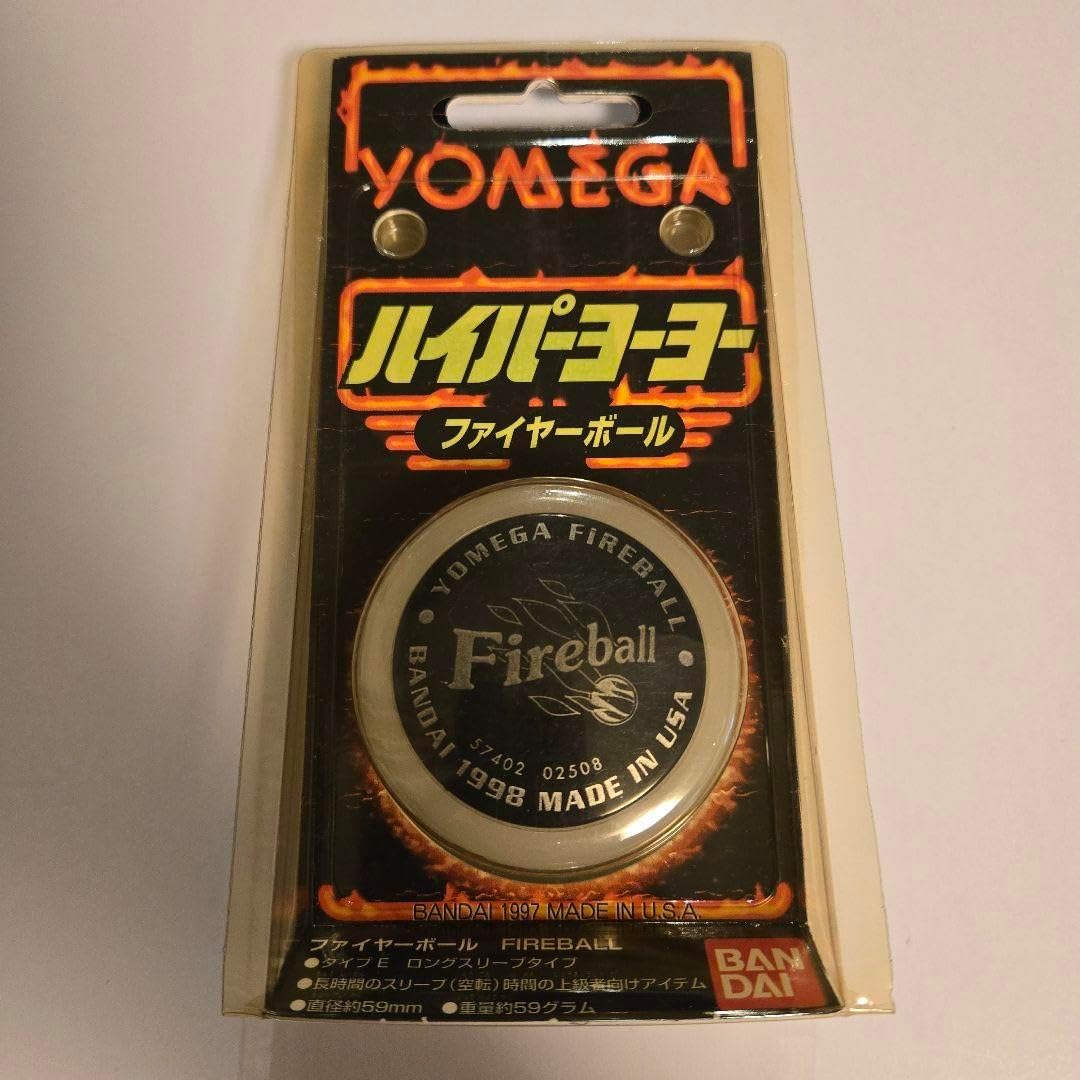 YOMEGA
ハイパーヨーヨー
ファイヤーボール
YOMEGA FIREBALL
Fireball
57402 02508
BANDAI 1998 MADE IN USA
BANDAI 1997 MADE IN U.S.A.
ファイヤーボール FIREBALL
●タイプE ロングスリープタイプ
●長時間のスリープ(空転)時間の上級者向けアイテム
●直径約59mm ●重量約59グラム
BAN
DAI